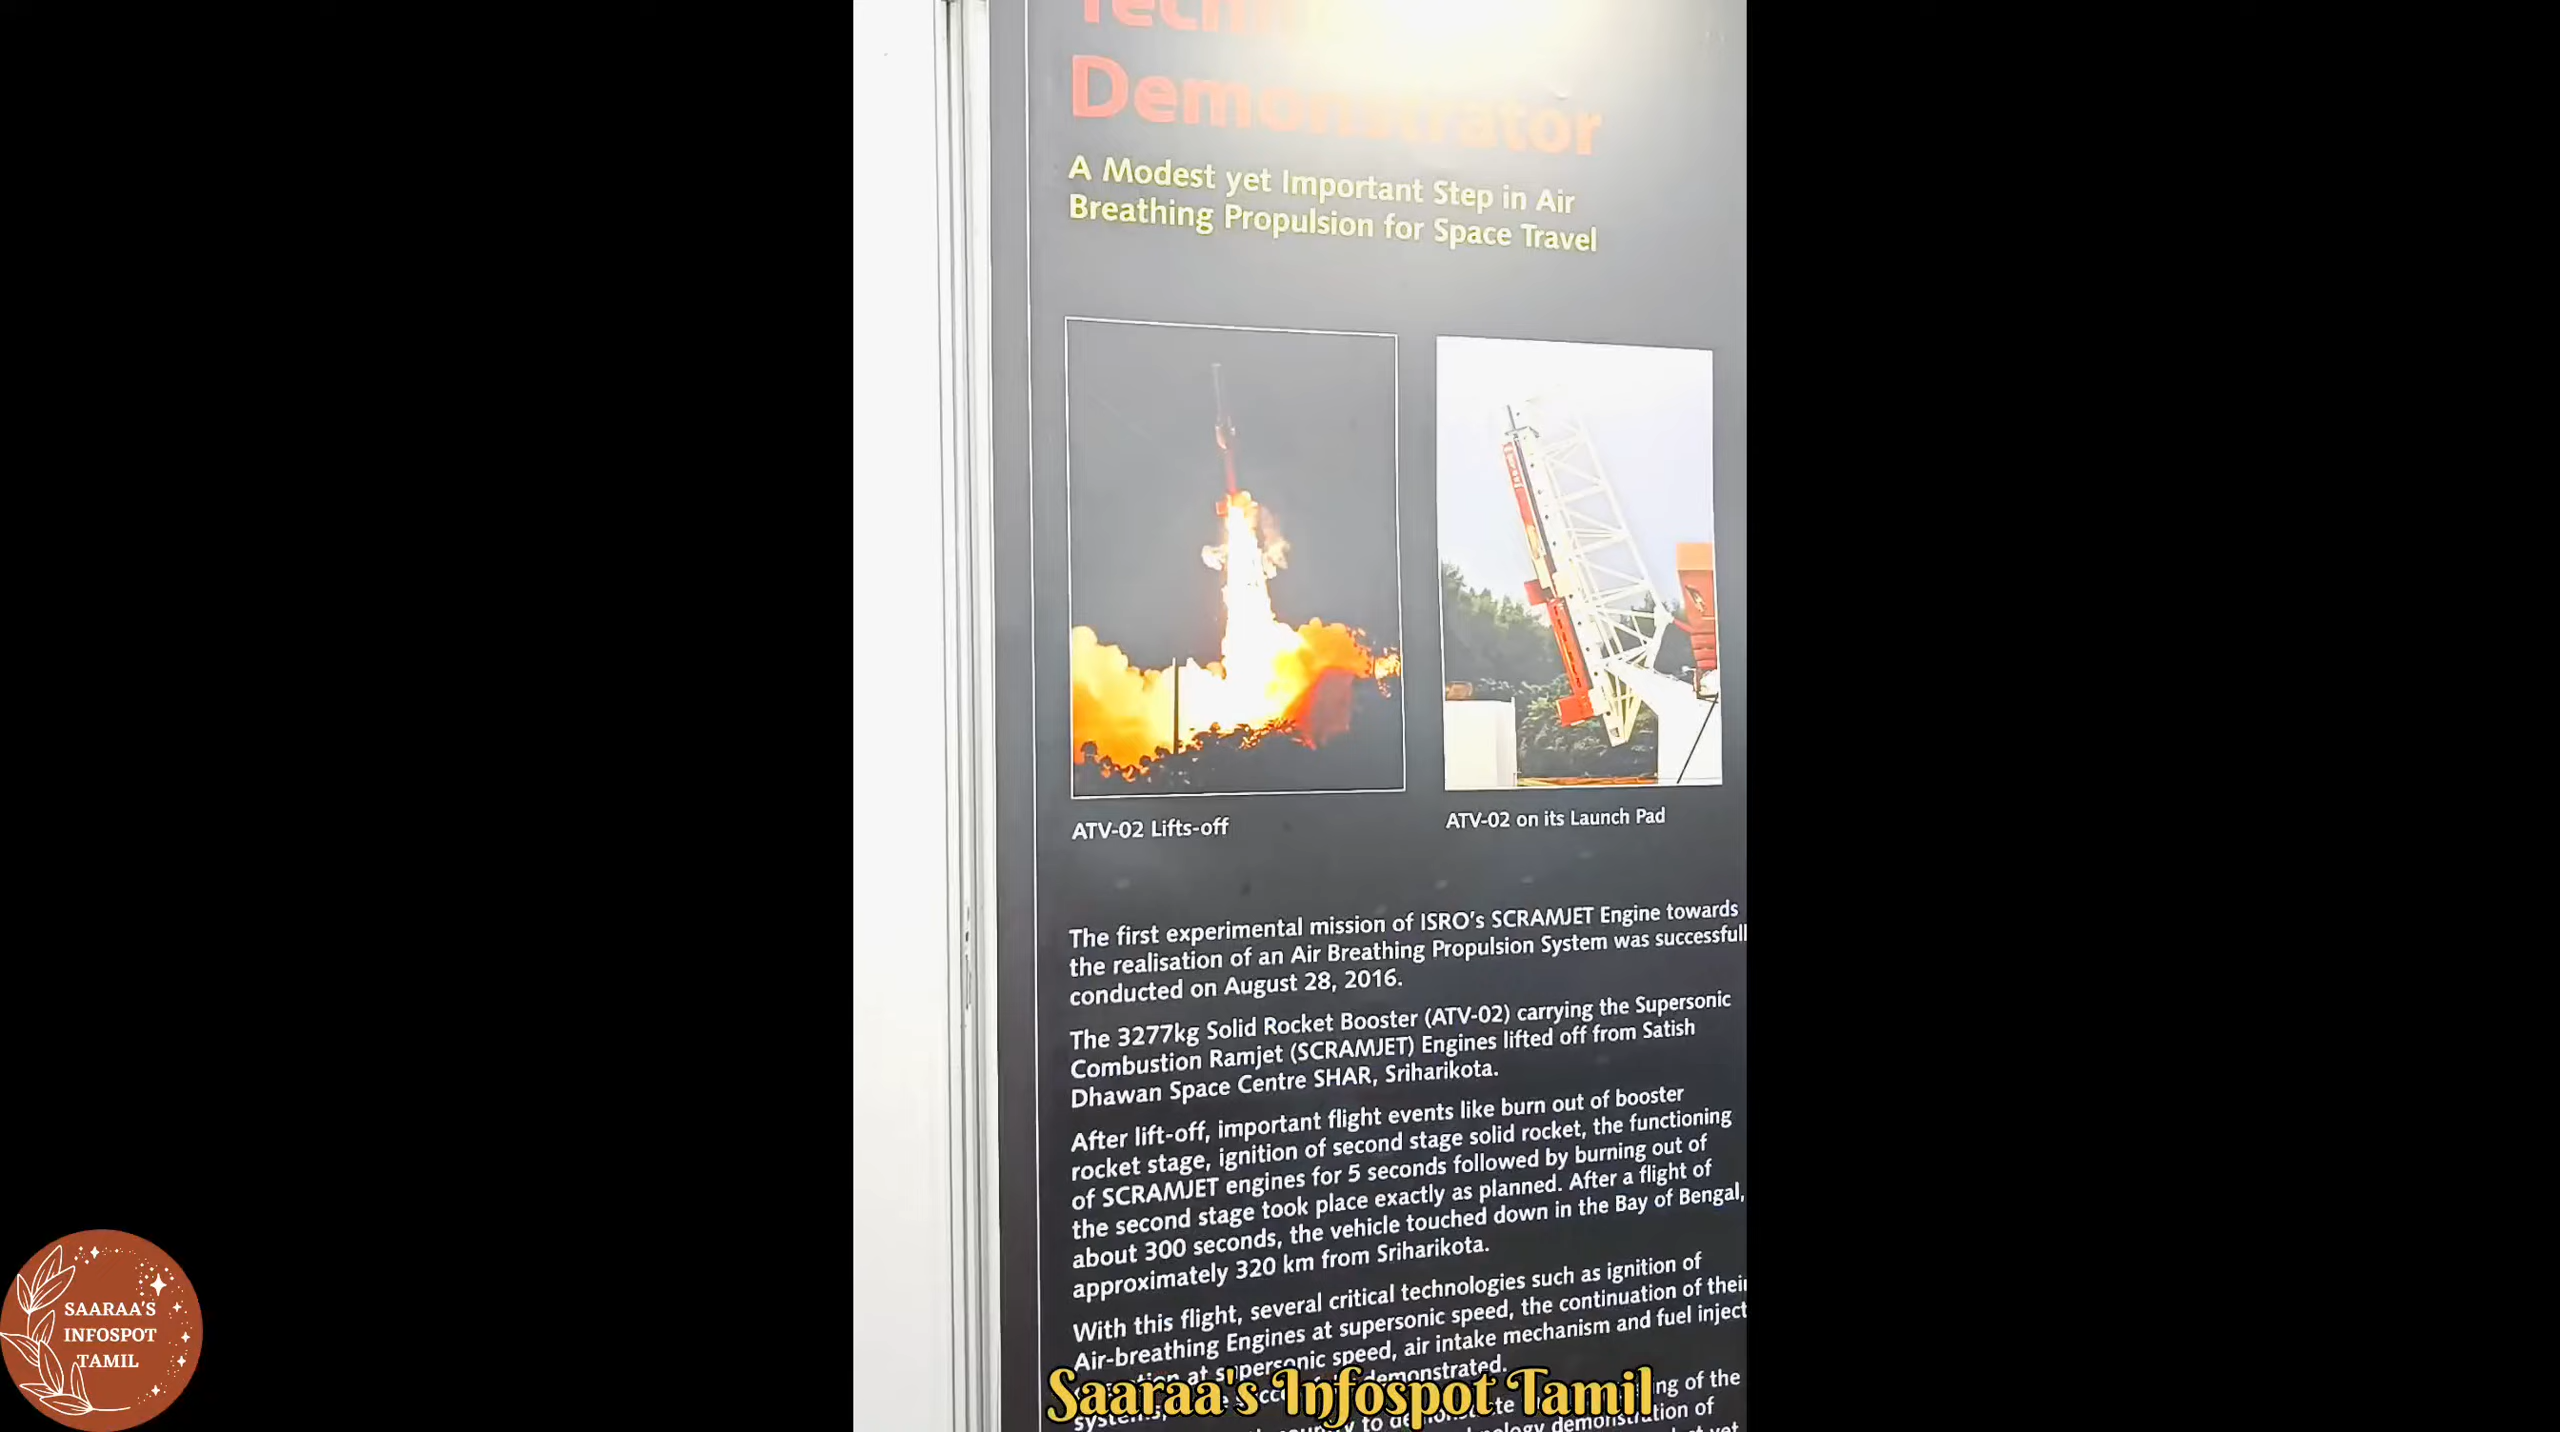 Demonstrator
A Modest yet Important Step in Air
Breathing Propulsion for Space Travel
ATV-02 Lifts-off
ATV-02 on its Launch Pad
The first experimental mission of ISRO's SCRAMJET Engine towards
the realisation of an Air Breathing Propulsion System was successfull
conducted on August 28, 2016.
The 3277kg Solid Rocket Booster (ATV-02) carrying the Supersonic
Combustion Ramjet (SCRAMJET) Engines lifted off from Satish
Dhawan Space Centre SHAR, Sriharikota.
After lift-off, important flight events like burn out of booster
rocket stage, ignition of second stage solid rocket, the functioning
of SCRAMJET engines for 5 seconds followed by burning out of
the second stage took place exactly as planned. After a flight of
about 300 seconds, the vehicle touched down in the Bay of Bengal,
approximately 320 km from Sriharikota.
With this flight, several critical technologies such as ignition of
Air-breathing Engines at supersonic speed, the continuation of their
at supersonic speed, air intake mechanism and fuel inject
demonstrated.
of the
to demonstration of
Saaraa's Infospot Tamil
SAARAA'S
INFOSPOT
TAMIL